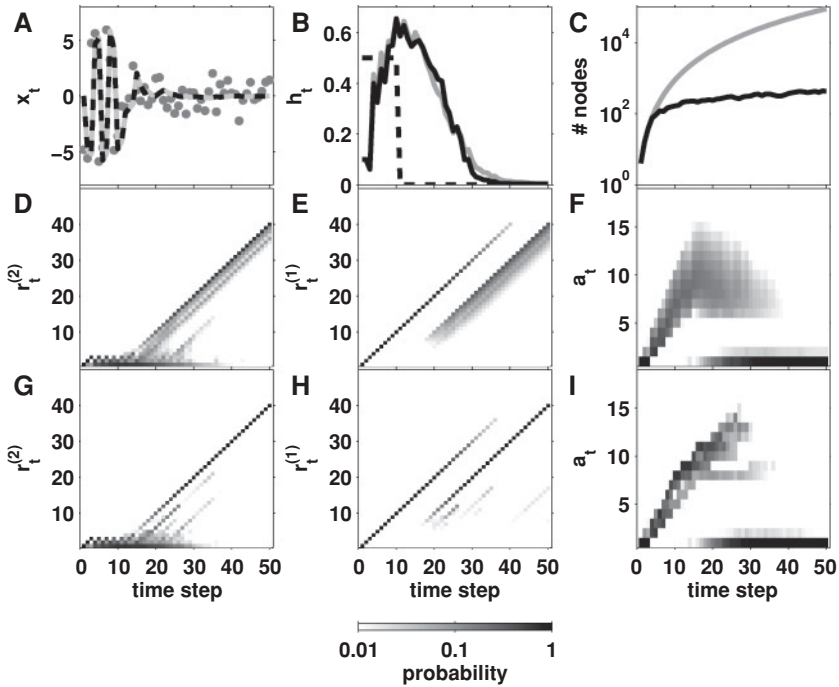 A
5
0
−5
x_t
B
0.6
0.4
0.2
0
h_t
C
10^4
10^2
10^0
# nodes
D
40
30
20
10
r_t^(2)
E
40
30
20
10
r_t^(1)
F
15
10
5
a_t
G
40
30
20
10
r_t^(2)
0 10 20 30 40 50
time step
H
40
30
20
10
r_t^(1)
0 10 20 30 40 50
time step
I
15
10
5
a_t
0 10 20 30 40 50
time step
0.01 0.1 1
probability